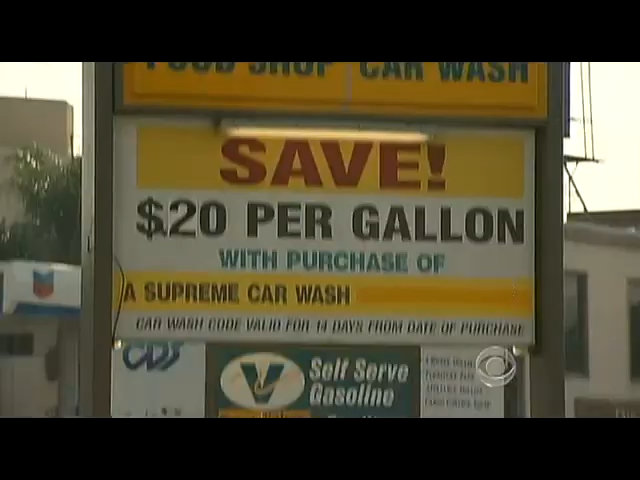 FOOD SHOP CAR WASH
SAVE!
$.20 PER GALLON
WITH PURCHASE OF
A SUPREME CAR WASH
CAR WASH CODE VALID FOR 14 DAYS FROM DATE OF PURCHASE
V Self Serve
Gasoline